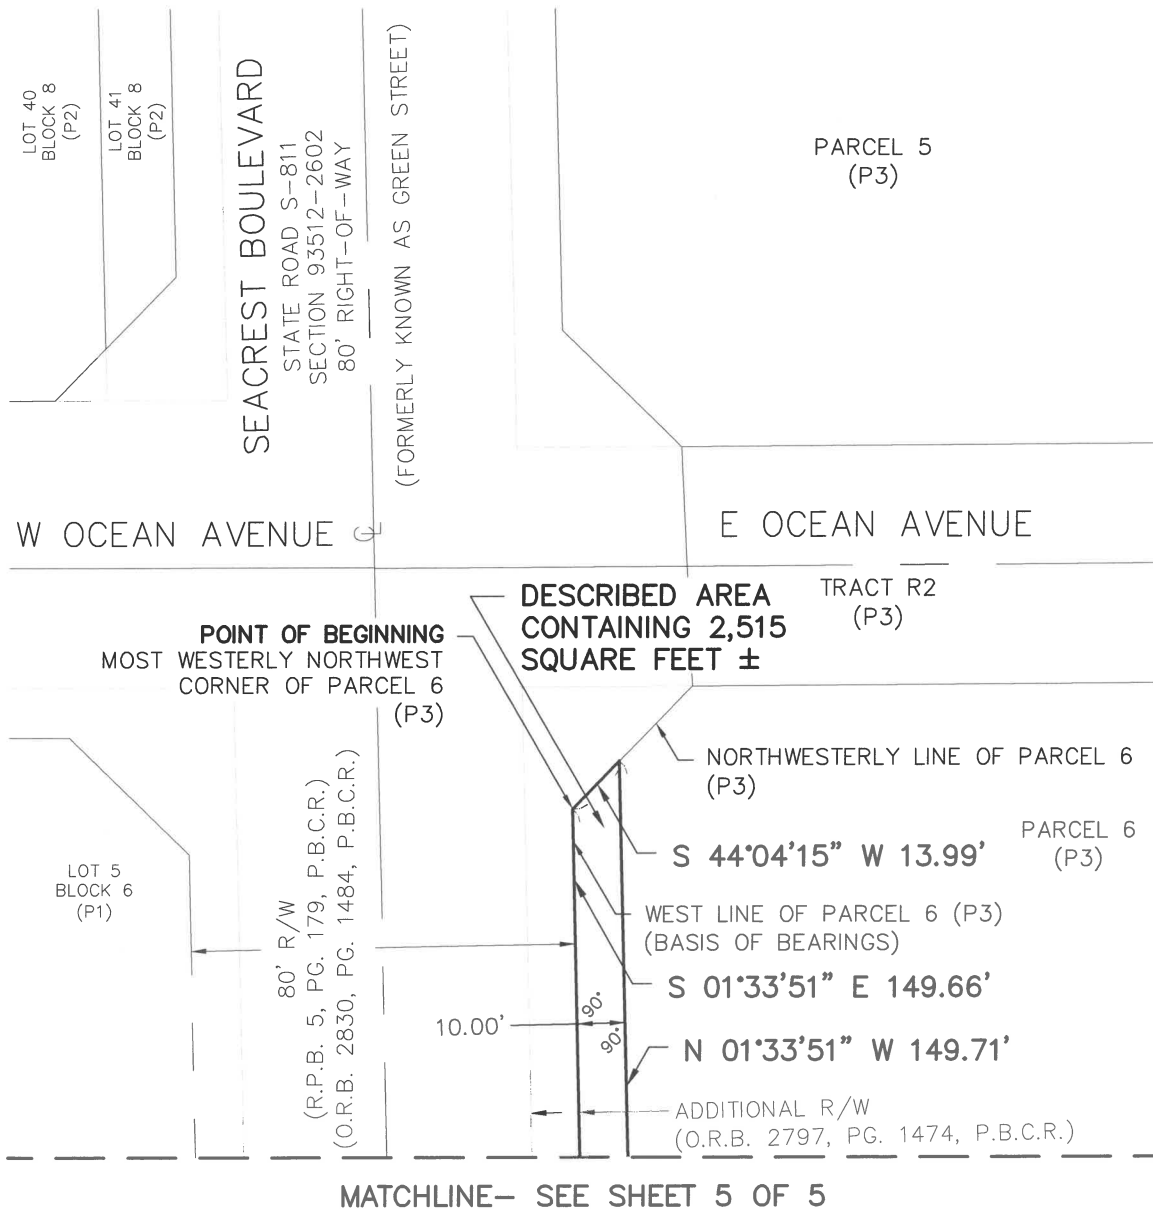 LOT 40
BLOCK 8
(P2)
LOT 41
BLOCK 8
(P2)
SEACREST BOULEVARD
STATE ROAD S-811
SECTION 93512-2602
80' RIGHT-OF-WAY
(FORMERLY KNOWN AS GREEN STREET)
PARCEL 5
(P3)
W OCEAN AVENUE
E OCEAN AVENUE
TRACT R2
(P3)
DESCRIBED AREA
CONTAINING 2,515
SQUARE FEET ±
POINT OF BEGINNING
MOST WESTERLY NORTHWEST
CORNER OF PARCEL 6
(P3)
NORTHWESTERLY LINE OF PARCEL 6
(P3)
PARCEL 6
(P3)
S 44°04'15" W 13.99'
LOT 5
BLOCK 6
(P1)
WEST LINE OF PARCEL 6 (P3)
(BASIS OF BEARINGS)
80' R/W
(R.P.B. 5, PG. 179, P.B.C.R.)
(O.R.B. 2830, PG. 1484, P.B.C.R.)
S 01°33'51" E 149.66'
10.00'
90°
90°
N 01°33'51" W 149.71'
ADDITIONAL R/W
(O.R.B. 2797, PG. 1474, P.B.C.R.)
MATCHLINE- SEE SHEET 5 OF 5